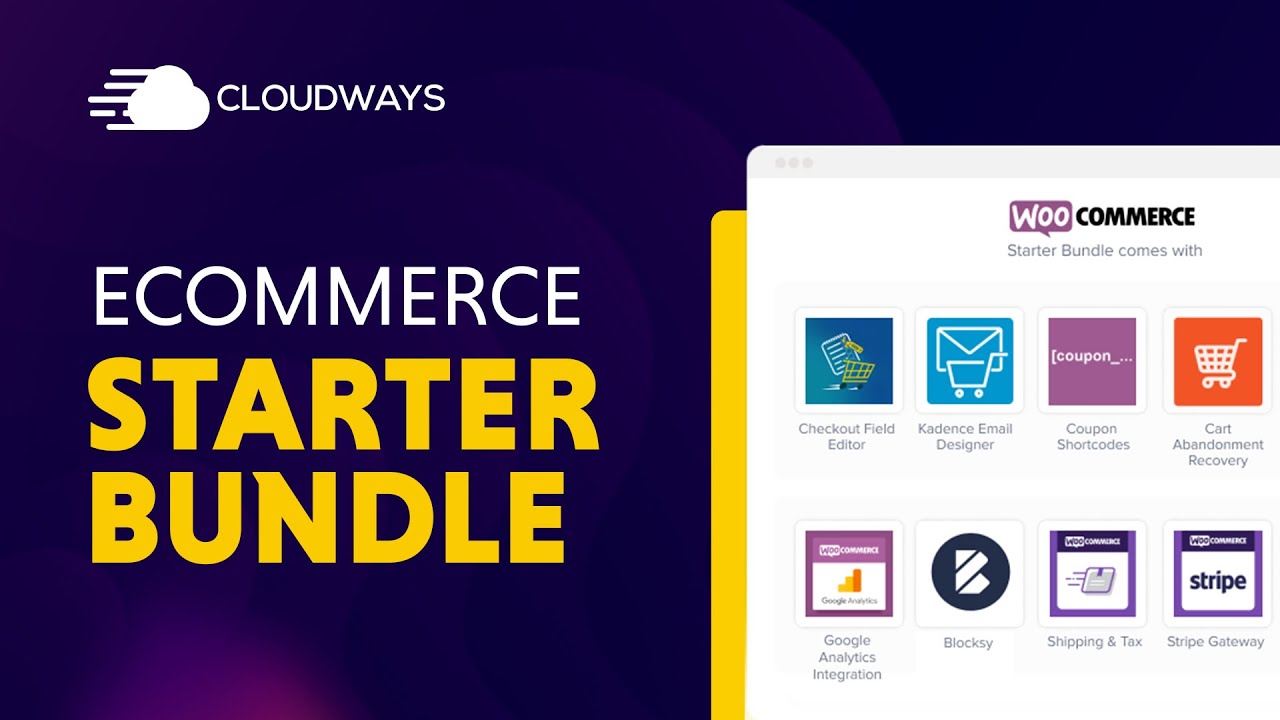 CLOUDWAYS
ECOMMERCE
STARTER
BUNDLE
WOO COMMERCE
Starter Bundle comes with
[coupon_...
Checkout Field
Editor
Kadence Email
Designer
Coupon
Shortcodes
Cart
Abandonment
Recovery
WOO COMMERCE
Google Analytics
WOO COMMERCE
WOO COMMERCE
stripe
Google
Analytics
Integration
Blocksy
Shipping & Tax
Stripe Gateway